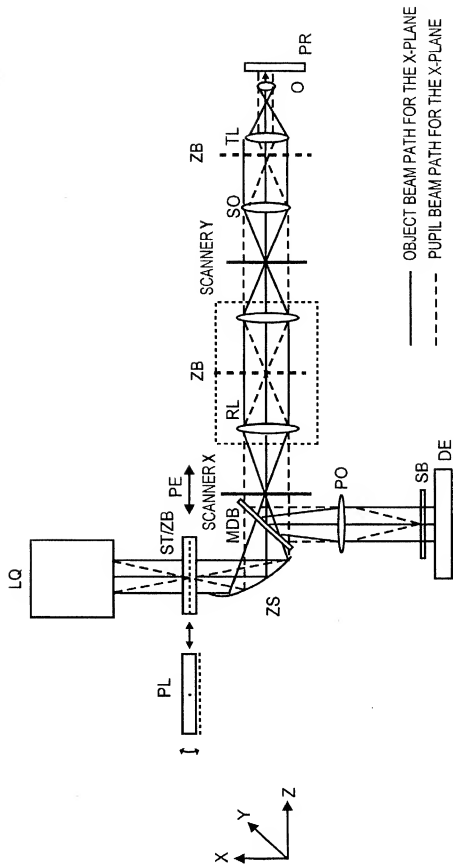 LQ
PL
ST/ZB
PE
ZS
SCANNER X
MDB
RL
ZB
SCANNER Y
SO
ZB
TL
O
PR
PO
SB
DE
X
Y
Z
OBJECT BEAM PATH FOR THE X-PLANE
PUPIL BEAM PATH FOR THE X-PLANE